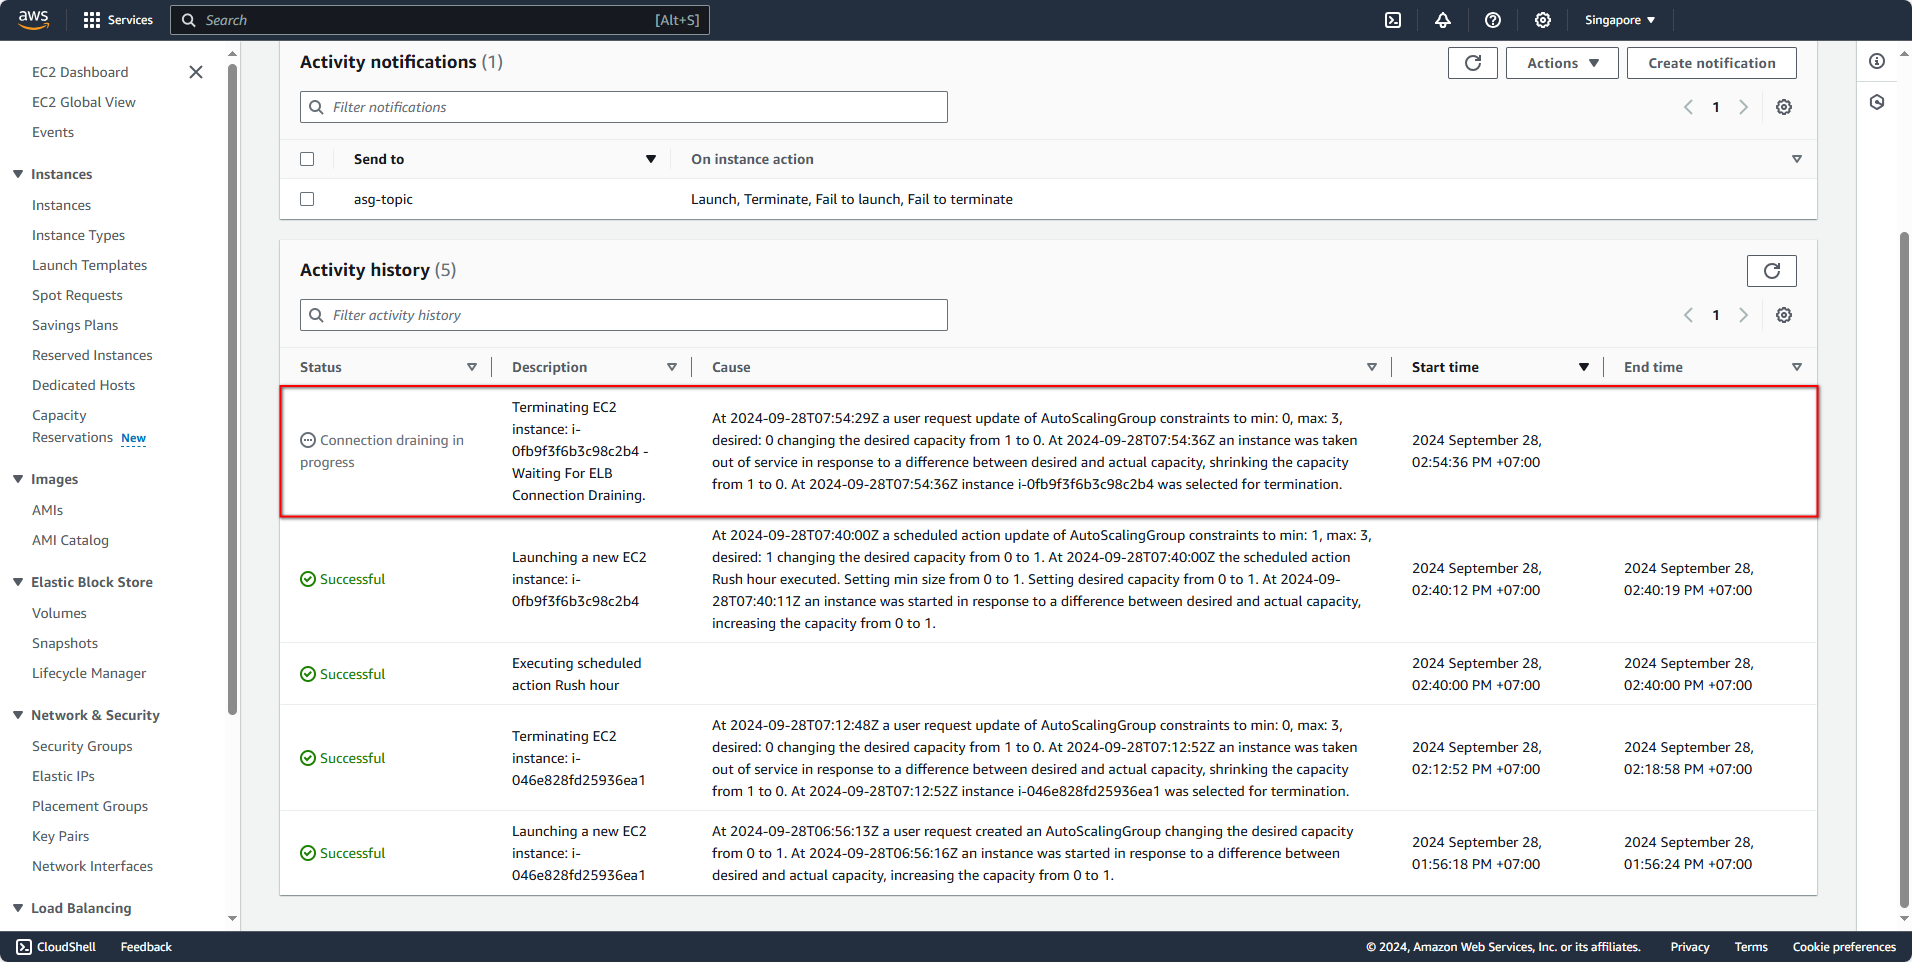 aws
Services
Search
[Alt+S]
Singapore
EC2 Dashboard
EC2 Global View
Events
Instances
Instances
Instance Types
Launch Templates
Spot Requests
Savings Plans
Reserved Instances
Dedicated Hosts
Capacity
Reservations New
Images
AMIs
AMI Catalog
Elastic Block Store
Volumes
Snapshots
Lifecycle Manager
Network & Security
Security Groups
Elastic IPs
Placement Groups
Key Pairs
Network Interfaces
Load Balancing
Activity notifications (1)
Actions
Create notification
Filter notifications
1
Send to
On instance action
asg-topic
Launch, Terminate, Fail to launch, Fail to terminate
Activity history (5)
Filter activity history
1
Status
Description
Cause
Start time
End time
Connection draining in
progress
Terminating EC2
instance: i-
0fb9f3f6b3c98c2b4 -
Waiting For ELB
Connection Draining.
At 2024-09-28T07:54:29Z a user request update of AutoScalingGroup constraints to min: 0, max: 3,
desired: 0 changing the desired capacity from 1 to 0. At 2024-09-28T07:54:36Z an instance was taken
out of service in response to a difference between desired and actual capacity, shrinking the capacity
from 1 to 0. At 2024-09-28T07:54:36Z instance i-0fb9f3f6b3c98c2b4 was selected for termination.
2024 September 28,
02:54:36 PM +07:00
Successful
Launching a new EC2
instance: i-
0fb9f3f6b3c98c2b4
At 2024-09-28T07:40:00Z a scheduled action update of AutoScalingGroup constraints to min: 1, max: 3,
desired: 1 changing the desired capacity from 0 to 1. At 2024-09-28T07:40:00Z the scheduled action
Rush hour executed. Setting min size from 0 to 1. Setting desired capacity from 0 to 1. At 2024-09-
28T07:40:11Z an instance was started in response to a difference between desired and actual capacity,
increasing the capacity from 0 to 1.
2024 September 28,
02:40:12 PM +07:00
2024 September 28,
02:40:19 PM +07:00
Successful
Executing scheduled
action Rush hour
2024 September 28,
02:40:00 PM +07:00
2024 September 28,
02:40:00 PM +07:00
Successful
Terminating EC2
instance: i-
046e828fd25936ea1
At 2024-09-28T07:12:48Z a user request update of AutoScalingGroup constraints to min: 0, max: 3,
desired: 0 changing the desired capacity from 1 to 0. At 2024-09-28T07:12:52Z an instance was taken
out of service in response to a difference between desired and actual capacity, shrinking the capacity
from 1 to 0. At 2024-09-28T07:12:52Z instance i-046e828fd25936ea1 was selected for termination.
2024 September 28,
02:12:52 PM +07:00
2024 September 28,
02:18:58 PM +07:00
Successful
Launching a new EC2
instance: i-
046e828fd25936ea1
At 2024-09-28T06:56:13Z a user request created an AutoScalingGroup changing the desired capacity
from 0 to 1. At 2024-09-28T06:56:16Z an instance was started in response to a difference between
desired and actual capacity, increasing the capacity from 0 to 1.
2024 September 28,
01:56:18 PM +07:00
2024 September 28,
01:56:24 PM +07:00
CloudShell
Feedback
© 2024, Amazon Web Services, Inc. or its affiliates.
Privacy
Terms
Cookie preferences